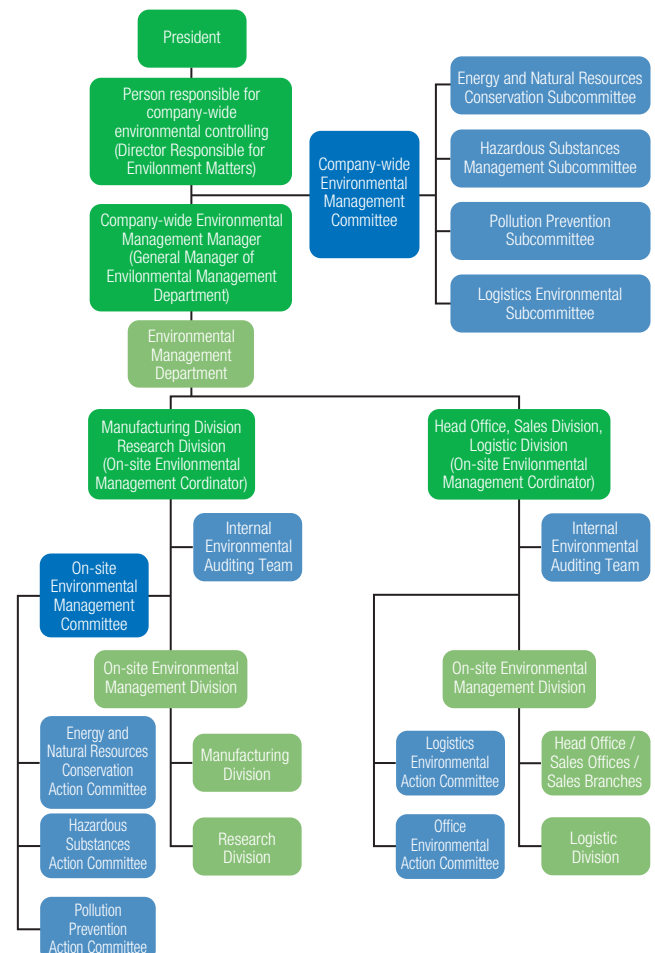 President
Person responsible for
company-wide
environmental controlling
(Director Responsible for
Envilonment Matters)
Company-wide
Environmental
Management
Committee
Energy and Natural Resources
Conservation Subcommittee
Hazardous Substances
Management Subcommittee
Pollution Prevention
Subcommittee
Logistics Environmental
Subcommittee
Company-wide Environmental
Management Manager
(General Manager of
Envilonmental Management
Department)
Environmental
Management
Department
Manufacturing Division
Research Division
(On-site Envilonmental
Management Cordinator)
Internal
Environmental
Auditing Team
On-site
Environmental
Management
Committee
On-site Environmental
Management Division
Energy and
Natural Resources
Conservation
Action Committee
Hazardous
Substances
Action Committee
Pollution
Prevention
Action Committee
Manufacturing
Division
Research
Division
Head Office, Sales Division,
Logistic Division
(On-site Envilonmental
Management Cordinator)
Internal
Environmental
Auditing Team
On-site Environmental
Management Division
Logistics
Environmental
Action Committee
Office
Environmental
Action Committee
Head Office /
Sales Offices /
Sales Branches
Logistic
Division